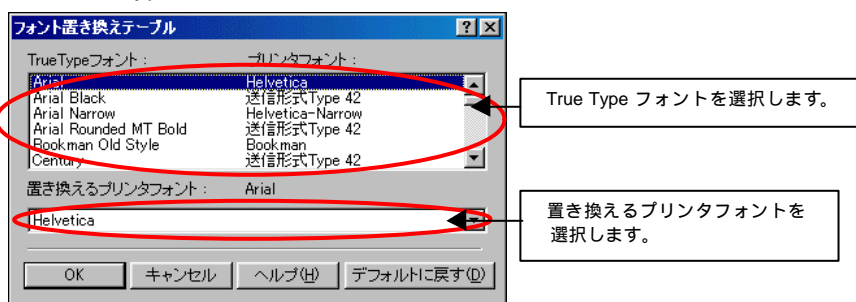 フォント置き換えテーブル
TrueTypeフォント： プリンタフォント：
Arial Helvetica
Arial Black 送信形式Type 42
Arial Narrow Helvetica-Narrow
Arial Rounded MT Bold 送信形式Type 42
Bookman Old Style Bookman
Century 送信形式Type 42
True Type フォントを選択します。
置き換えるプリンタフォント： Arial
Helvetica
置き換えるプリンタフォントを
選択します。
OK キャンセル ヘルプ(H) デフォルトに戻す(D)